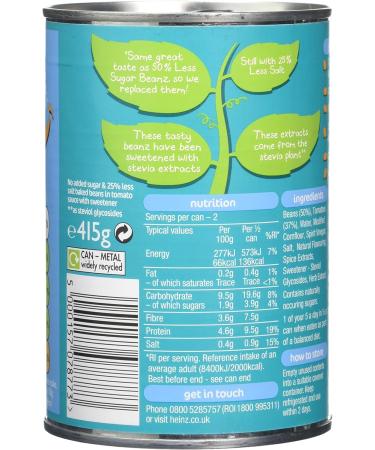 *Same great
taste as 50% Less
Sugar Beanz, so we
replaced them!
Still with 25%
Less Salt
These tasty
beanz have been
sweetened with
stevia extracts
These extracts
come from the
stevia plant**
No added sugar & 25% less
salt baked beans in tomato
sauce with sweetener
**as steviol glycosides
e415g
CAN – METAL
widely recycled
nutrition
Servings per can – 2
Typical values Per 100g Per ½ can %RI*
Energy 277kJ 573kJ 7%
66kcal 136kcal
Fat 0.2g 0.4g 1%
– of which saturates Trace Trace <1%
Carbohydrate 9.5g 19.6g 8%
– of which sugars 1.9g 3.9g 4%
Fibre 3.6g 7.5g
Protein 4.6g 9.5g 19%
Salt 0.4g 0.9g 15%
*RI per serving. Reference intake of an
average adult (8400kJ/2000kcal).
Best before end - see can end
get in touch
Phone 0800 5285757 (ROI 1800 995311)
or visit heinz.co.uk
ingredients
Beans (50%), Tomatoes
(37%), Water, Modified
Cornflour, Spirit Vinegar,
Salt, Natural Flavouring,
Spice Extracts,
Sweetener - Steviol
Glycosides, Herb Extract.
Contains naturally
occuring sugars.
1 of your 5 a day in
can when eaten as part
of a balanced diet.
how to store
Empty unused contents
into a suitable covered
container. Keep
refrigerated and use
within 2 days.